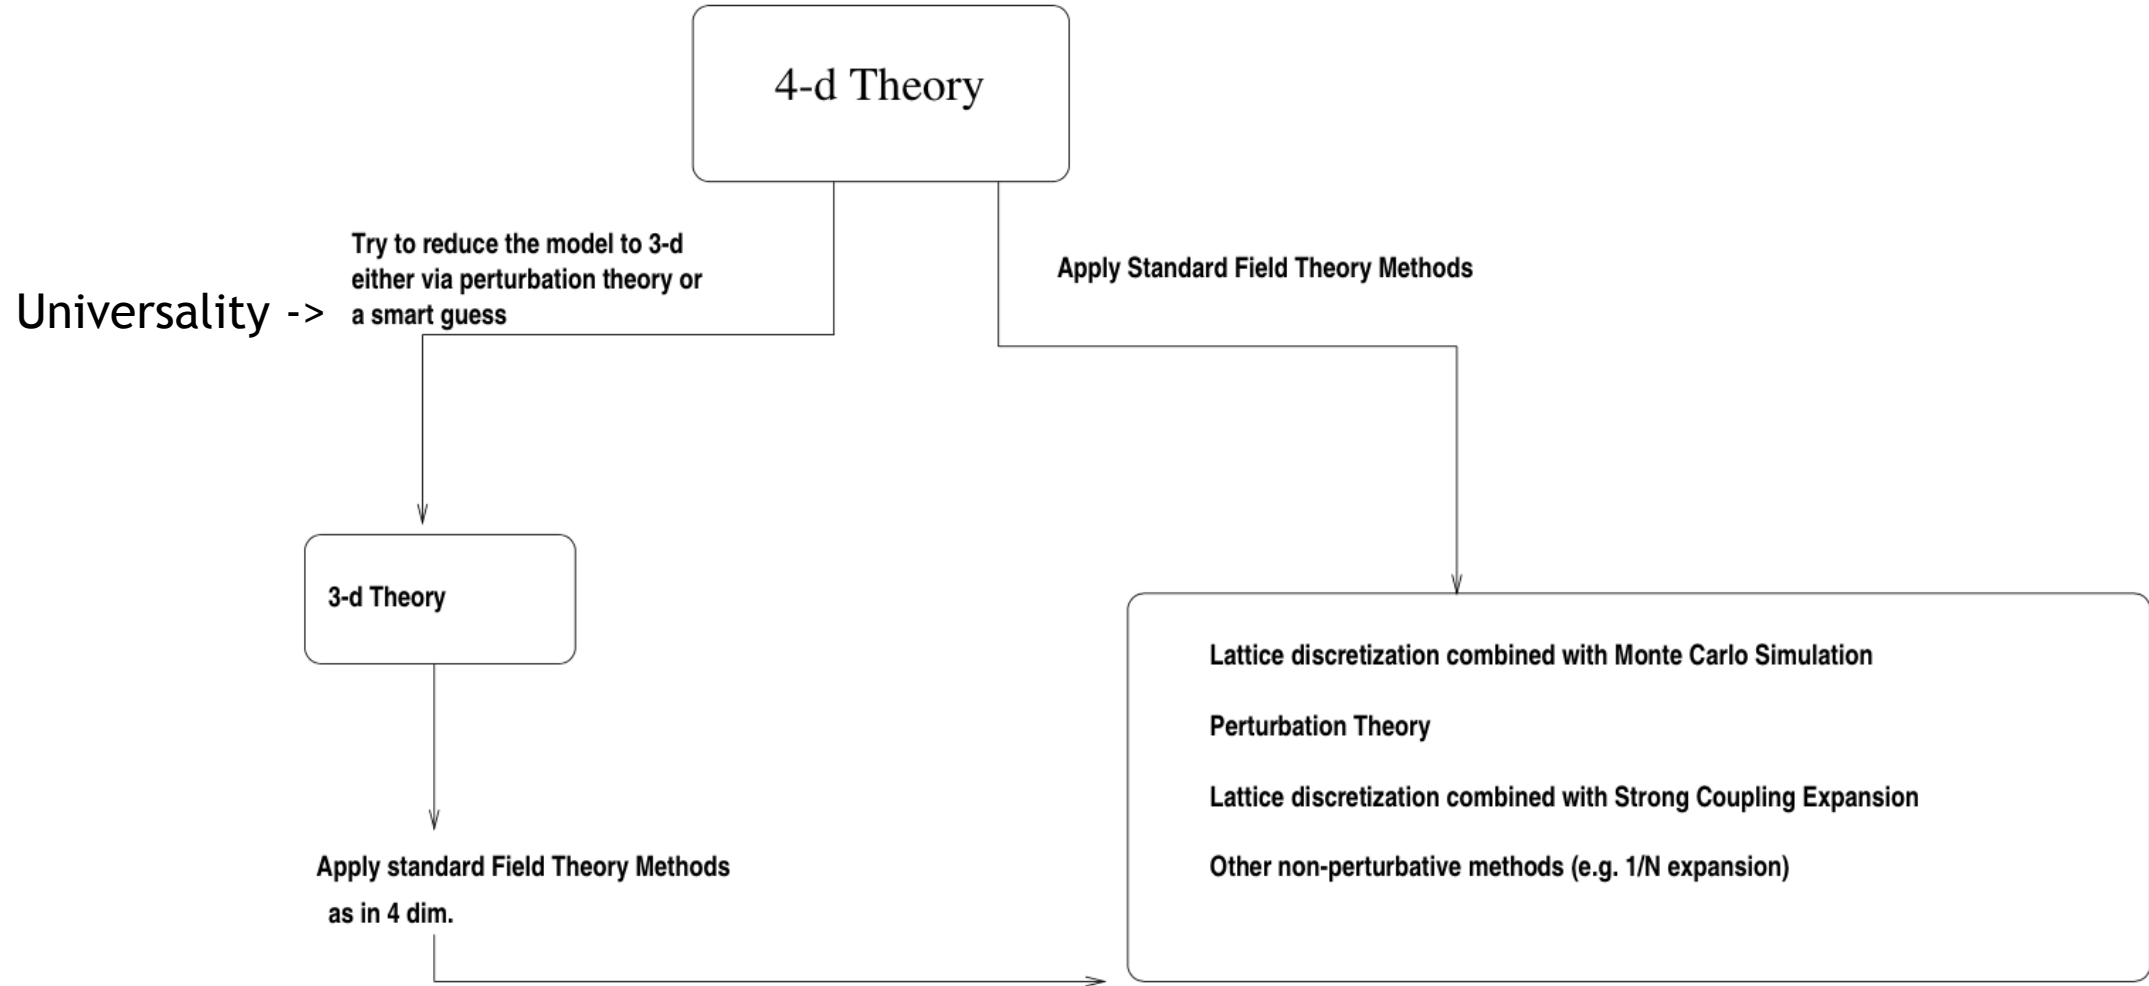 4-d Theory
Try to reduce the model to 3-d
either via perturbation theory or
a smart guess
Universality ->
Apply Standard Field Theory Methods
3-d Theory
Apply standard Field Theory Methods
as in 4 dim.
Lattice discretization combined with Monte Carlo Simulation
Perturbation Theory
Lattice discretization combined with Strong Coupling Expansion
Other non-perturbative methods (e.g. 1/N expansion)